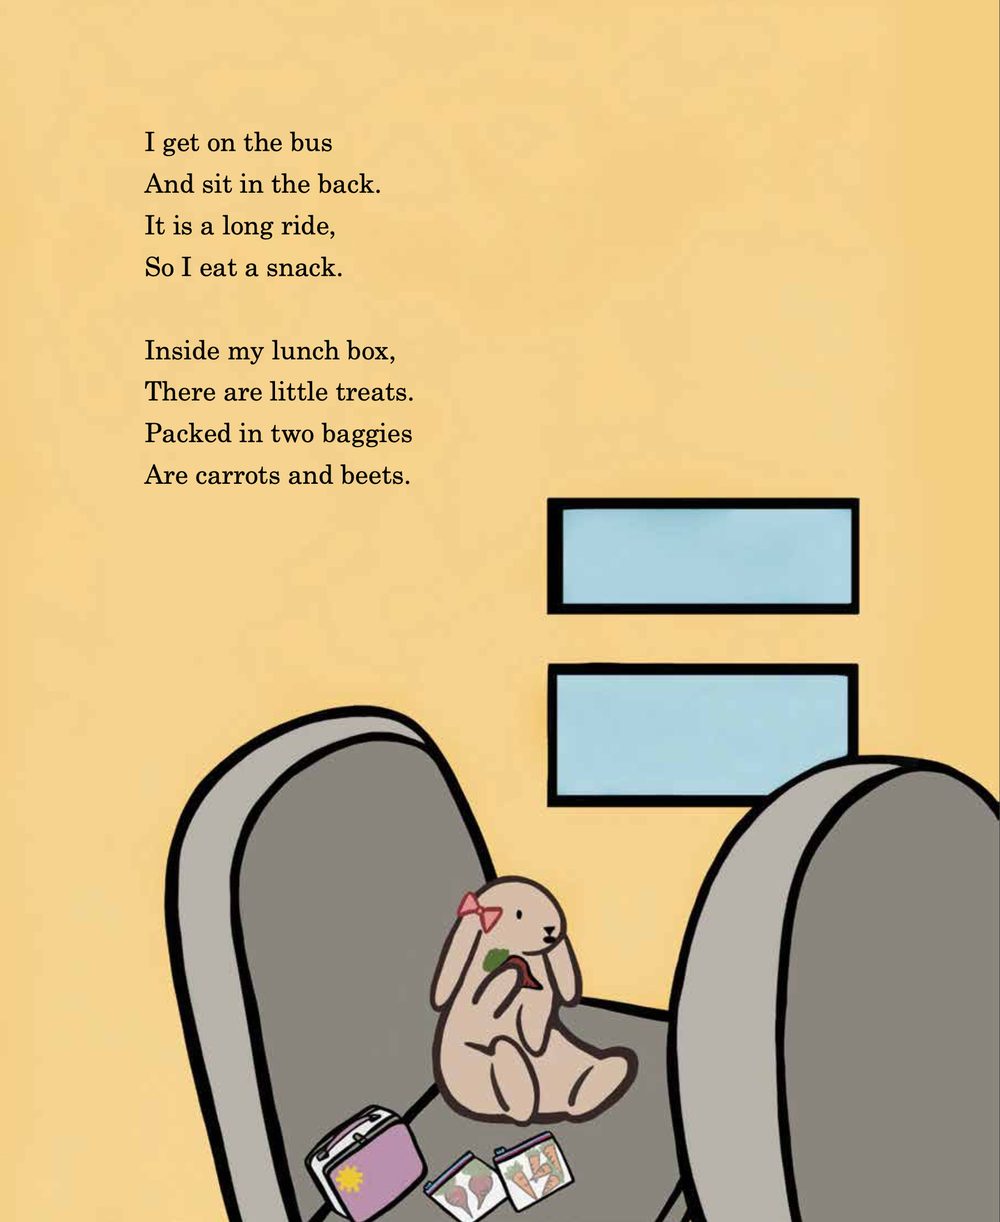 I get on the bus
And sit in the back.
It is a long ride,
So I eat a snack.
Inside my lunch box,
There are little treats.
Packed in two baggies
Are carrots and beets.